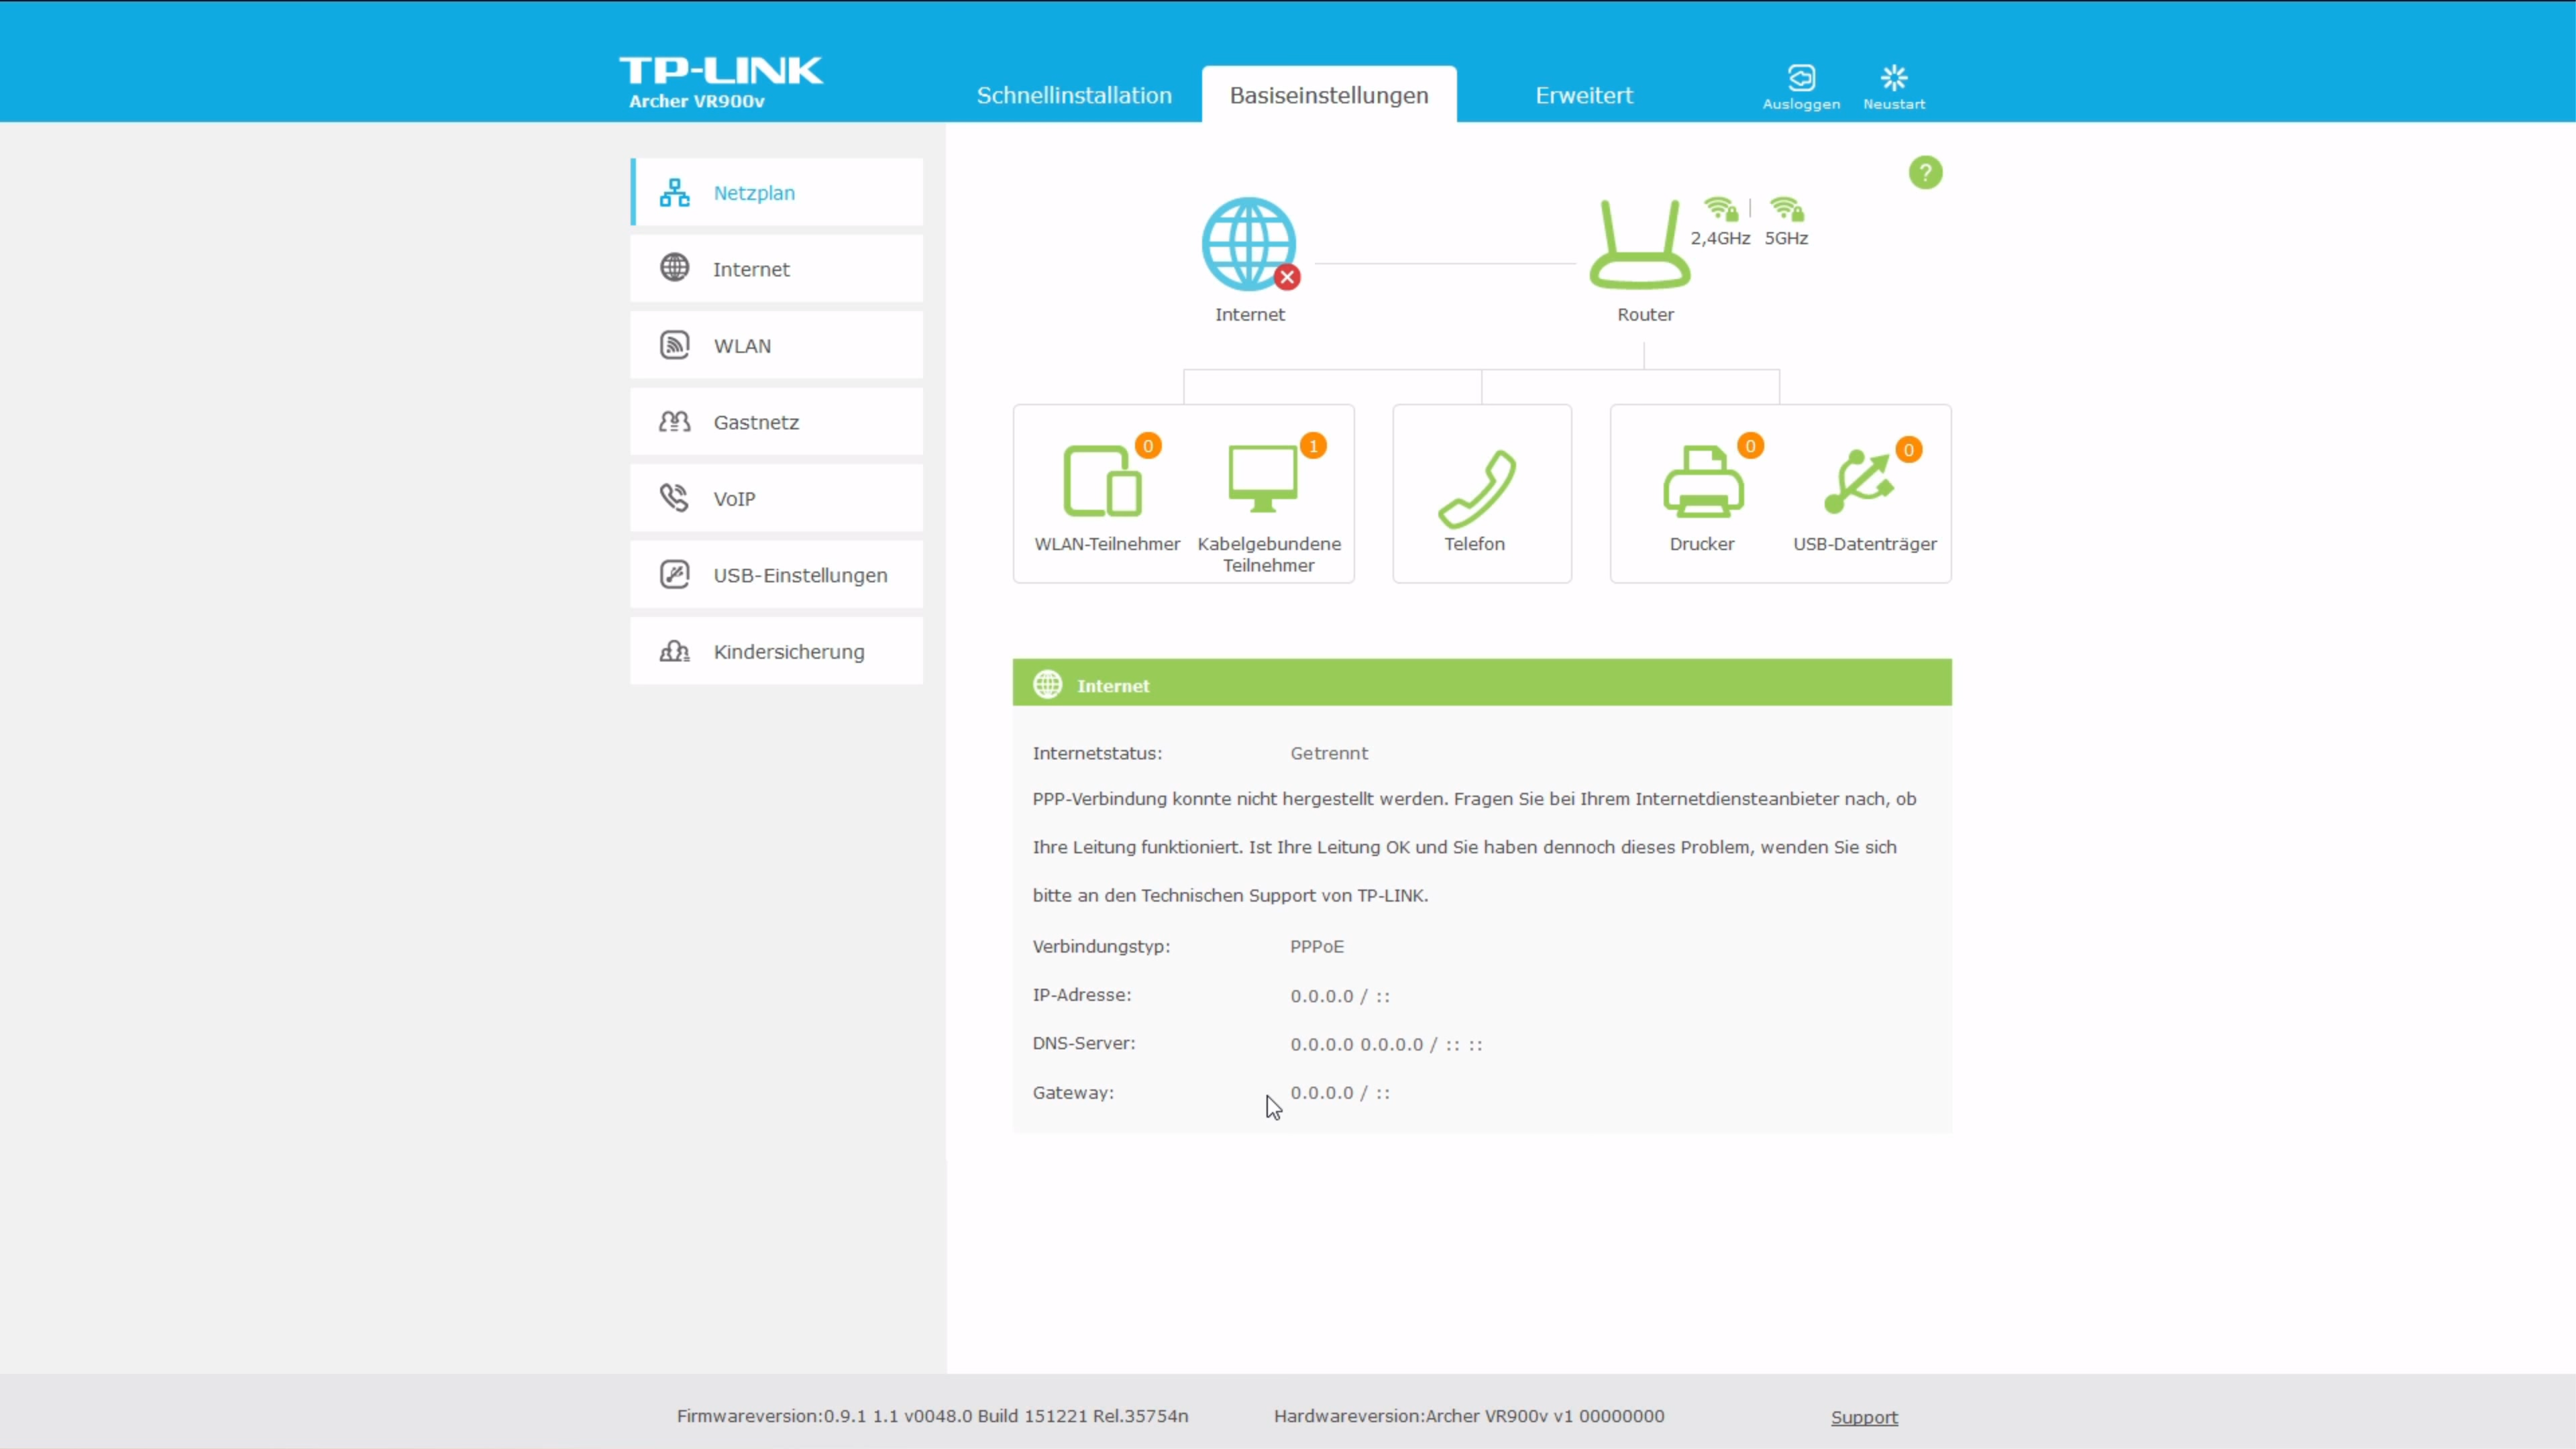 TP-LINK
Archer VR900v
Schnellinstallation
Basiseinstellungen
Erweitert
Ausloggen
Neustart
Netzplan
Internet
WLAN
Gastnetz
VoIP
USB-Einstellungen
Kindersicherung
?
2,4GHz | 5GHz
Internet
Router
0
1
0
0
WLAN-Teilnehmer
Kabelgebundene
Teilnehmer
Telefon
Drucker
USB-Datenträger
Internet
Internetstatus: Getrennt
PPP-Verbindung konnte nicht hergestellt werden. Fragen Sie bei Ihrem Internetdiensteanbieter nach, ob
Ihre Leitung funktioniert. Ist Ihre Leitung OK und Sie haben dennoch dieses Problem, wenden Sie sich
bitte an den Technischen Support von TP-LINK.
Verbindungstyp: PPPoE
IP-Adresse: 0.0.0.0 / ::
DNS-Server: 0.0.0.0 0.0.0.0 / :: ::
Gateway: 0.0.0.0 / ::
Firmwareversion:0.9.1 1.1 v0048.0 Build 151221 Rel.35754n
Hardwareversion:Archer VR900v v1 00000000
Support